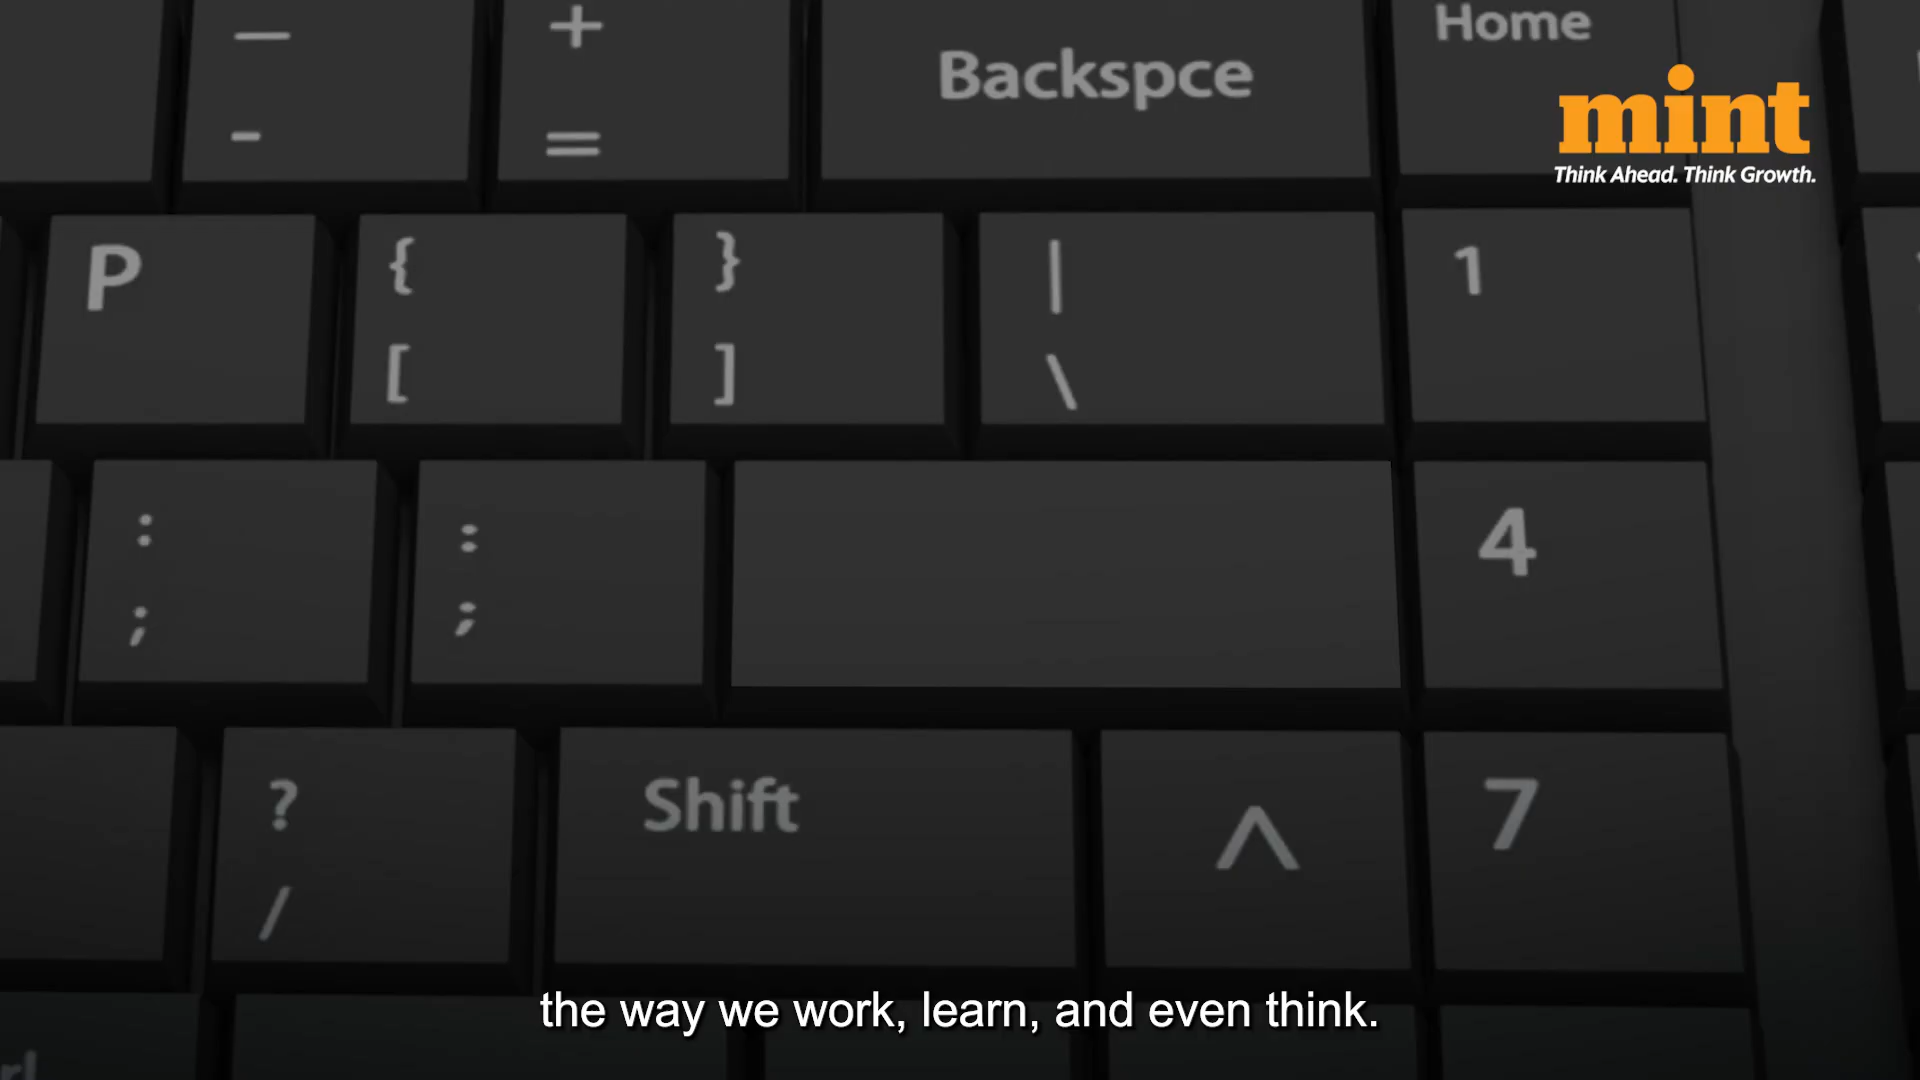 — + Backspce Home
- =
mint
Think Ahead. Think Growth.
P { } | 1
[ ] \
: : 4
; ;
? Shift ^ 7
/
the way we work, learn, and even think.